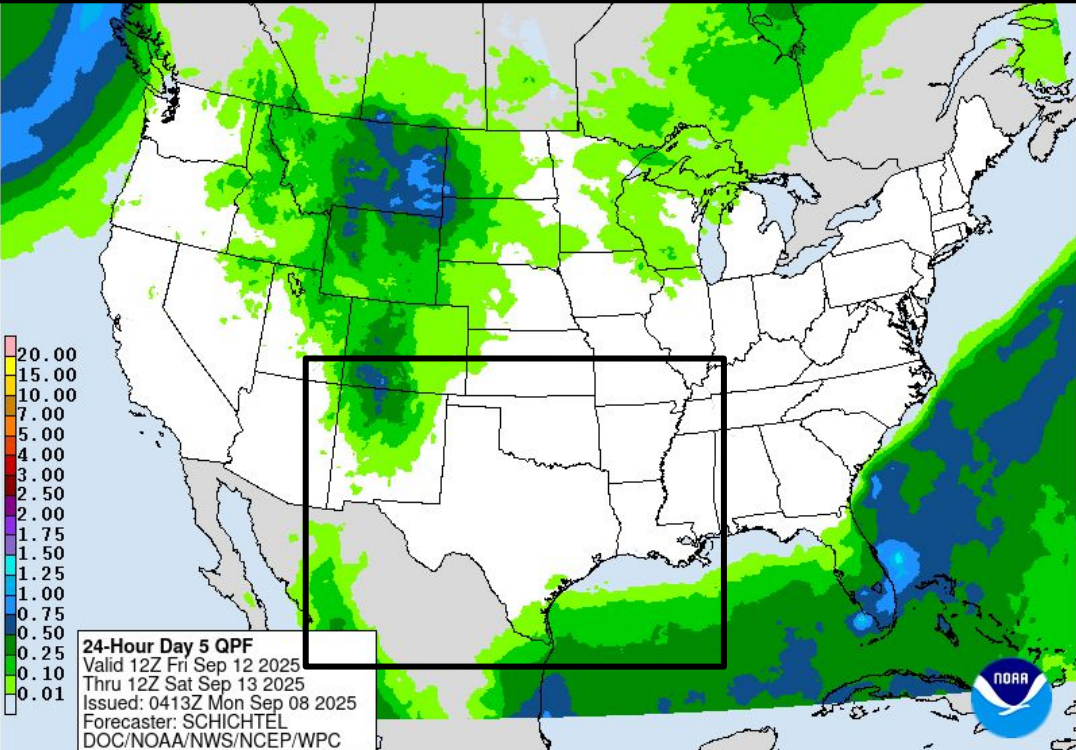 20.00
15.00
10.00
7.00
5.00
4.00
3.00
2.50
2.00
1.75
1.50
1.25
1.00
0.75
0.50
0.25
0.10
0.01
24-Hour Day 5 QPF
Valid 12Z Fri Sep 12 2025
Thru 12Z Sat Sep 13 2025
Issued: 0413Z Mon Sep 08 2025
Forecaster: SCHICHTEL
DOC/NOAA/NWS/NCEP/WPC
NOAA